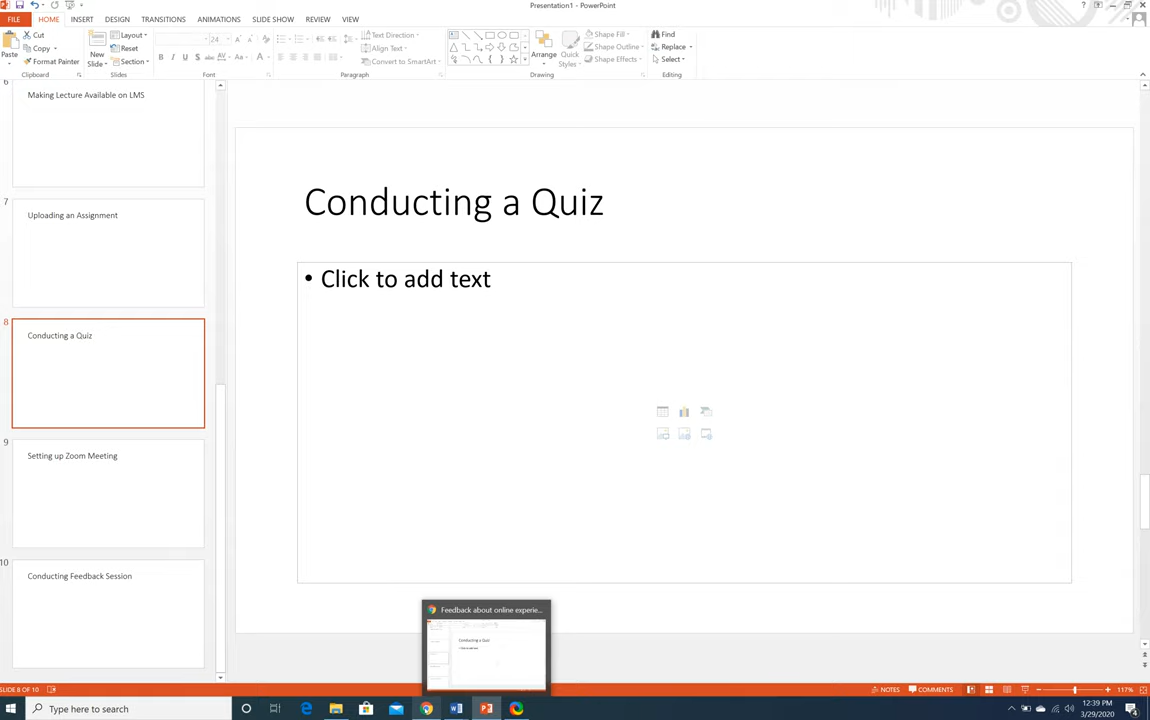 Presentation1 - PowerPoint
FILE HOME INSERT DESIGN TRANSITIONS ANIMATIONS SLIDE SHOW REVIEW VIEW
Paste
Cut
Copy
Format Painter
Clipboard
New
Slide
Layout
Reset
Section
Slides
24
Font
Paragraph
Text Direction
Align Text
Convert to SmartArt
Arrange
Quick
Styles
Shape Fill
Shape Outline
Shape Effects
Drawing
Find
Replace
Select
Editing
6
Making Lecture Available on LMS
7
Uploading an Assignment
8
Conducting a Quiz
9
Setting up Zoom Meeting
10
Conducting Feedback Session
Conducting a Quiz
• Click to add text
Feedback about online experie...
SLIDE 8 OF 10
NOTES
COMMENTS
117%
Type here to search
12:39 PM
3/29/2020